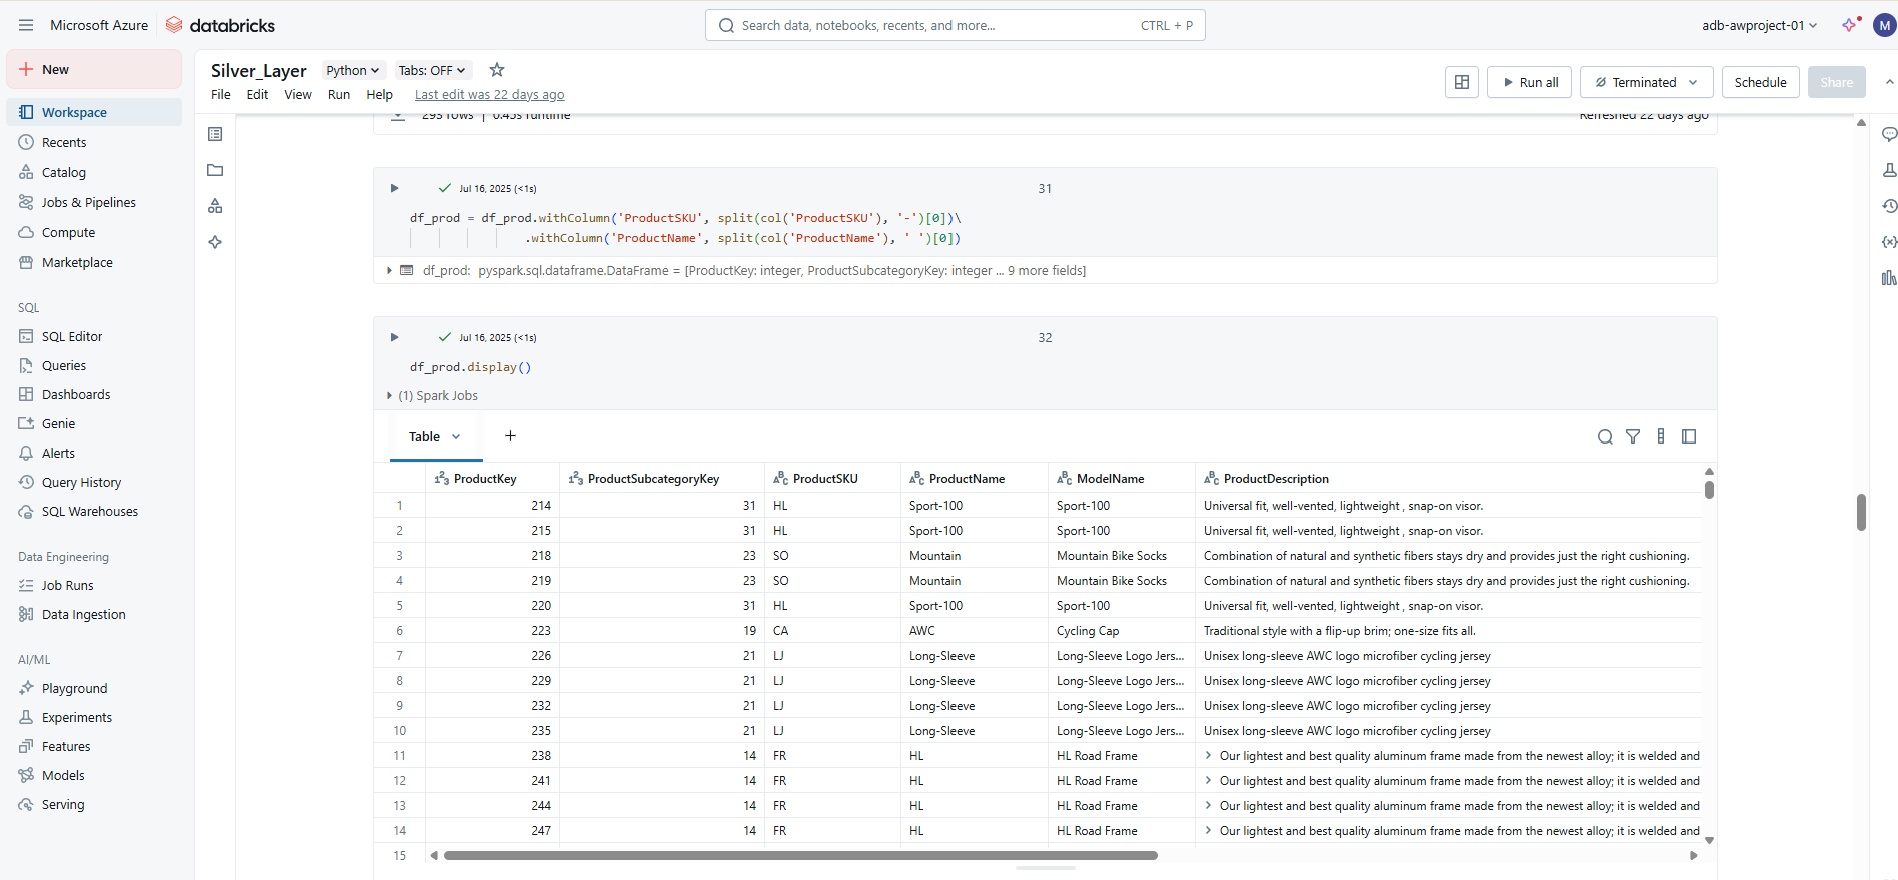 Microsoft Azure databricks
Search data, notebooks, recents, and more... CTRL + P
adb-awproject-01
M
New
Workspace
Recents
Catalog
Jobs & Pipelines
Compute
Marketplace
SQL
SQL Editor
Queries
Dashboards
Genie
Alerts
Query History
SQL Warehouses
Data Engineering
Job Runs
Data Ingestion
AI/ML
Playground
Experiments
Features
Models
Serving
Silver_Layer Python Tabs: OFF
File Edit View Run Help Last edit was 22 days ago
Run all Terminated Schedule Share
293 rows | 0.45s runtime Refreshed 22 days ago
Jul 16, 2025 (<1s) 31
df_prod = df_prod.withColumn('ProductSKU', split(col('ProductSKU'), '-')[0])\
.withColumn('ProductName', split(col('ProductName'), ' ')[0])
df_prod: pyspark.sql.dataframe.DataFrame = [ProductKey: integer, ProductSubcategoryKey: integer ... 9 more fields]
Jul 16, 2025 (<1s) 32
df_prod.display()
(1) Spark Jobs
Table +
ProductKey ProductSubcategoryKey ProductSKU ProductName ModelName ProductDescription
1 214 31 HL Sport-100 Sport-100 Universal fit, well-vented, lightweight , snap-on visor.
2 215 31 HL Sport-100 Sport-100 Universal fit, well-vented, lightweight , snap-on visor.
3 218 23 SO Mountain Mountain Bike Socks Combination of natural and synthetic fibers stays dry and provides just the right cushioning.
4 219 23 SO Mountain Mountain Bike Socks Combination of natural and synthetic fibers stays dry and provides just the right cushioning.
5 220 31 HL Sport-100 Sport-100 Universal fit, well-vented, lightweight , snap-on visor.
6 223 19 CA AWC Cycling Cap Traditional style with a flip-up brim; one-size fits all.
7 226 21 LJ Long-Sleeve Long-Sleeve Logo Jers... Unisex long-sleeve AWC logo microfiber cycling jersey
8 229 21 LJ Long-Sleeve Long-Sleeve Logo Jers... Unisex long-sleeve AWC logo microfiber cycling jersey
9 232 21 LJ Long-Sleeve Long-Sleeve Logo Jers... Unisex long-sleeve AWC logo microfiber cycling jersey
10 235 21 LJ Long-Sleeve Long-Sleeve Logo Jers... Unisex long-sleeve AWC logo microfiber cycling jersey
11 238 14 FR HL HL Road Frame Our lightest and best quality aluminum frame made from the newest alloy; it is welded and
12 241 14 FR HL HL Road Frame Our lightest and best quality aluminum frame made from the newest alloy; it is welded and
13 244 14 FR HL HL Road Frame Our lightest and best quality aluminum frame made from the newest alloy; it is welded and
14 247 14 FR HL HL Road Frame Our lightest and best quality aluminum frame made from the newest alloy; it is welded and
15